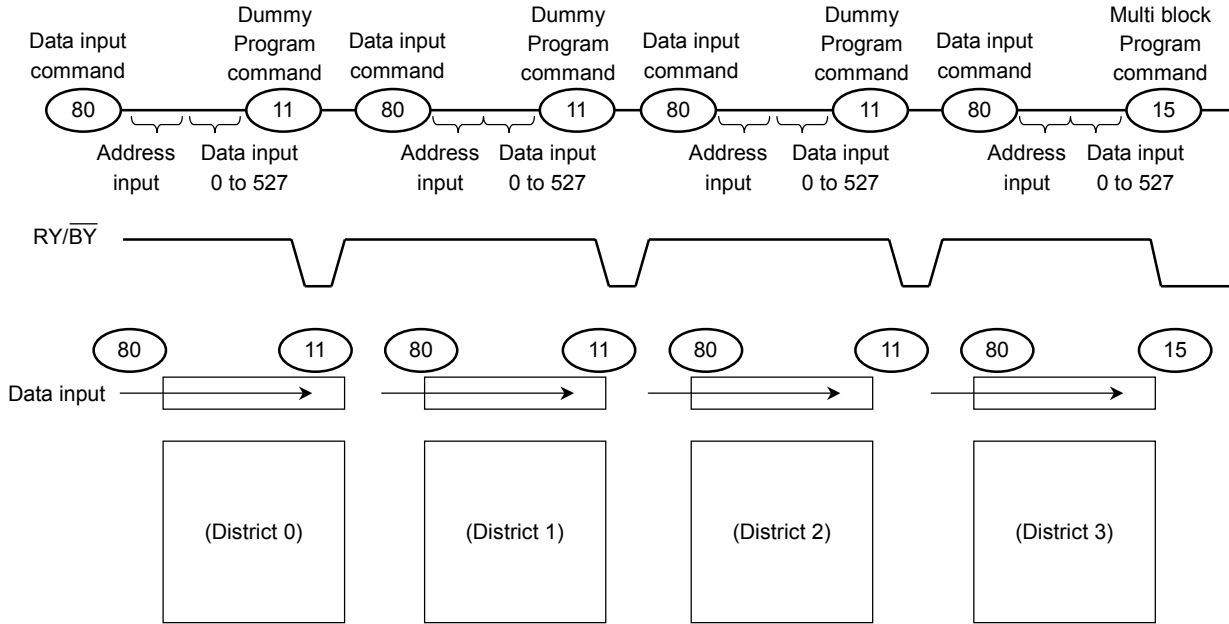 Dummy Dummy Dummy Multi block
Data input Program Data input Program Data input Program Data input Program
command command command command command command command command
80 11 80 11 80 11 80 15
Address Data input Address Data input Address Data input Address Data input
input 0 to 527 input 0 to 527 input 0 to 527 input 0 to 527
RY/B̅Y̅
80 11 80 11 80 11 80 15
Data input
(District 0) (District 1) (District 2) (District 3)